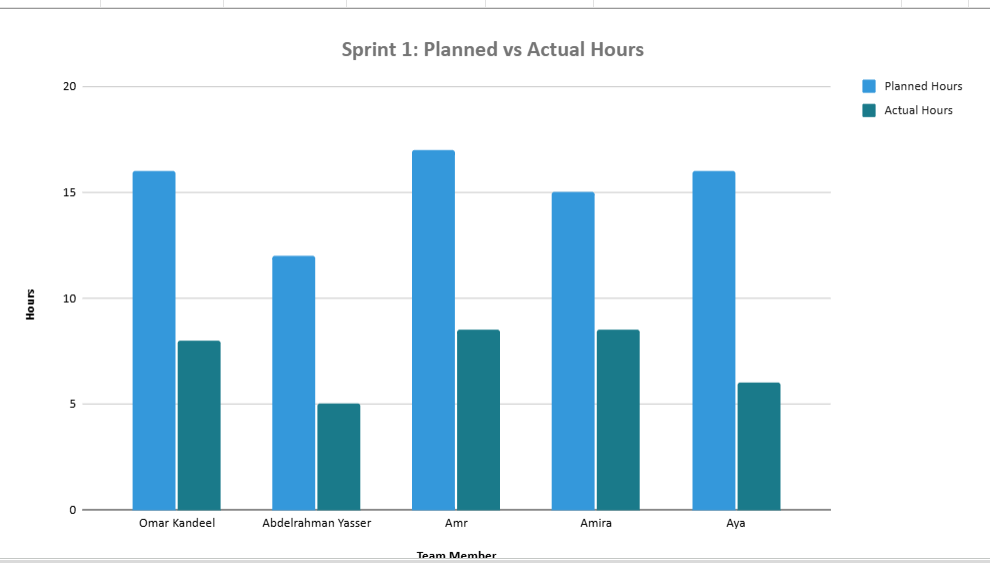 Sprint 1: Planned vs Actual Hours
Planned Hours
Actual Hours
20
15
10
5
0
Hours
Omar Kandeel
Abdelrahman Yasser
Amr
Amira
Aya
Team Member